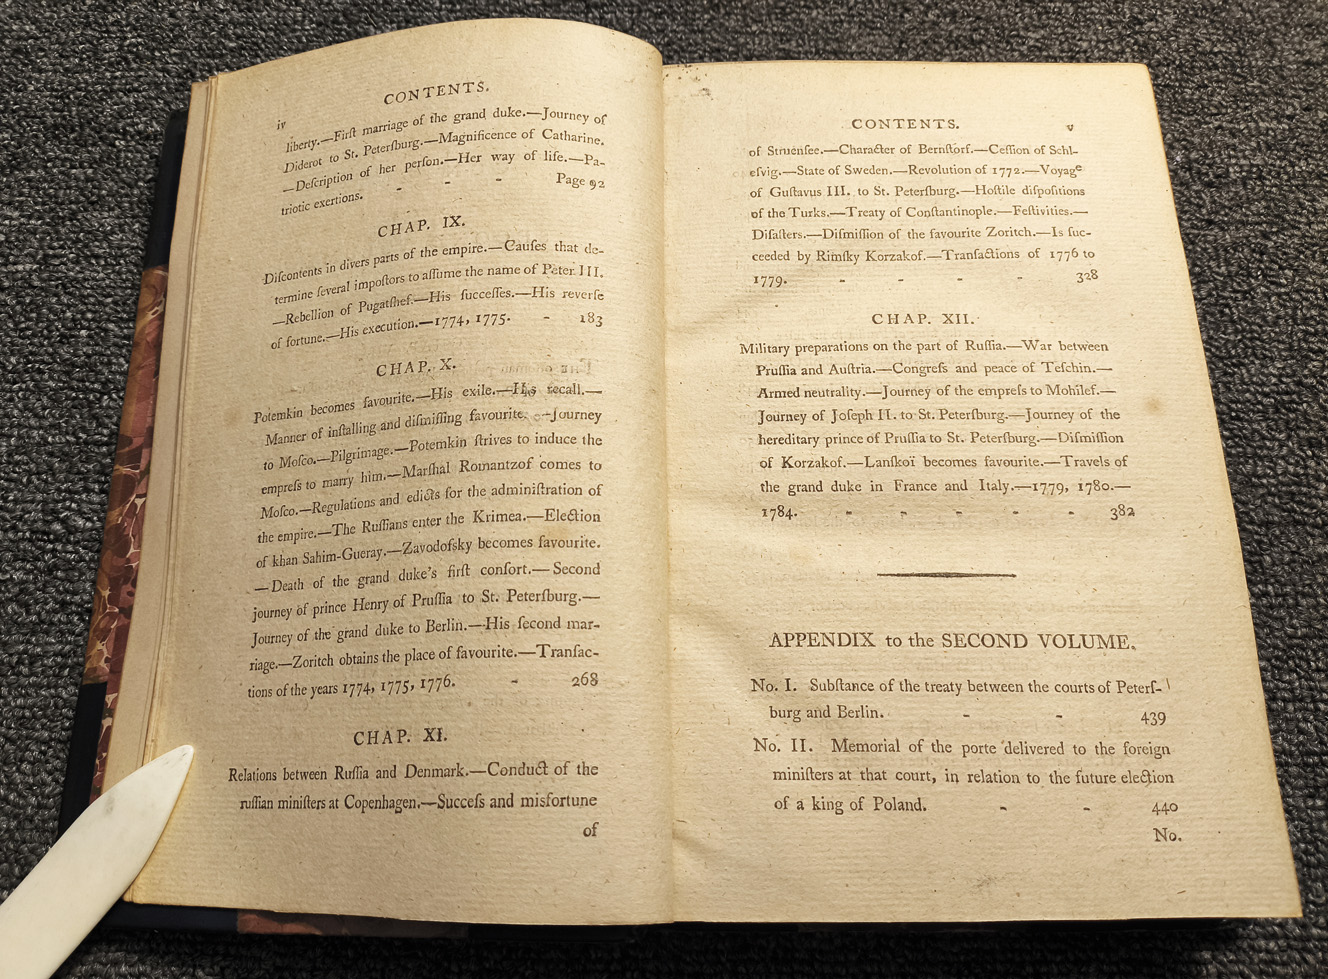 CONTENTS.
iv
liberty.—Firſt marriage of the grand duke.—Journey of
Diderot to St. Peterſburg.—Magnificence of Catharine.
—Deſcription of her perſon.—Her way of life.—Pa-
triotic exertions. - - - Page 92
CHAP. IX.
Diſcontents in divers parts of the empire.—Cauſes that de-
termine ſeveral impoſtors to aſſume the name of Peter III.
—Rebellion of Pugatſhef.—His ſucceſſes.—His reverſe
of fortune.—His execution.—1774, 1775. - 183
CHAP. X.
Potemkin becomes favourite.—His exile.—His recall.—
Manner of inſtalling and diſmiſſing favourite. —Journey
to Moſco.—Pilgrimage.—Potemkin ſtrives to induce the
empreſs to marry him.—Marſhal Romantzof comes to
Moſco.—Regulations and edicts for the adminiſtration of
the empire.—The Ruſſians enter the Krimea.—Election
of khan Sahim-Gueray.—Zavodofſky becomes favourite.
—Death of the grand duke's firſt conſort.—Second
journey of prince Henry of Pruſſia to St. Peterſburg.—
Journey of the grand duke to Berlin.—His ſecond mar-
riage.—Zoritch obtains the place of favourite.—Tranſac-
tions of the years 1774, 1775, 1776. - 268
CHAP. XI.
Relations between Ruſſia and Denmark.—Conduct of the
ruſſian miniſters at Copenhagen.—Succeſs and misfortune
of
CONTENTS. v
of Struenſee.—Character of Bernſtorf.—Ceſſion of Schl-
eſvig.—State of Sweden.—Revolution of 1772.—Voyage
of Guſtavus III. to St. Peterſburg.—Hoſtile diſpoſitions
of the Turks.—Treaty of Conſtantinople.—Feſtivities.—
Diſaſters.—Diſmiſſion of the favourite Zoritch.—Is ſuc-
ceeded by Rimſky Korzakof.—Tranſactions of 1776 to
1779. - - - - 328
CHAP. XII.
Military preparations on the part of Ruſſia.—War between
Pruſſia and Auſtria.—Congreſs and peace of Teſchin.—
Armed neutrality.—Journey of the empreſs to Mohilef.—
Journey of Joſeph II. to St. Peterſburg.—Journey of the
hereditary prince of Pruſſia to St. Peterſburg.—Diſmiſſion
of Korzakof.—Lanſkoï becomes favourite.—Travels of
the grand duke in France and Italy.—1779, 1780.—
1784. - - - - - - 382
APPENDIX to the SECOND VOLUME.
No. I. Subſtance of the treaty between the courts of Peterſ-
burg and Berlin. - - 439
No. II. Memorial of the porte delivered to the foreign
miniſters at that court, in relation to the future election
of a king of Poland. - - 440
No.